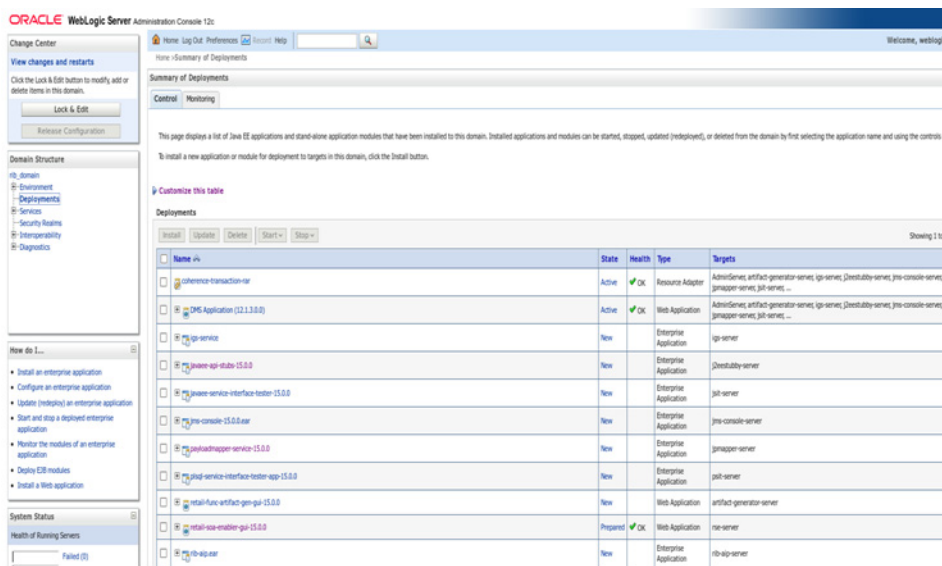 ORACLE WebLogic Server Administration Console 12c
Change Center
View changes and restarts
Click the Lock & Edit button to modify, add or
delete items in this domain.
Lock & Edit
Release Configuration
Domain Structure
rib_domain
Environment
Deployments
Services
Security Realms
Interoperability
Diagnostics
How do I...
Install an enterprise application
Configure an enterprise application
Update (redeploy) an enterprise application
Start and stop a deployed enterprise
application
Monitor the modules of an enterprise
application
Deploy EJB modules
Install a Web application
System Status
Health of Running Servers
Failed (0)
Home Log Out Preferences Record Help
Welcome, weblogi
Home >Summary of Deployments
Summary of Deployments
Control Monitoring
This page displays a list of Java EE applications and stand-alone application modules that have been installed to this domain. Installed applications and modules can be started, stopped, updated (redeployed), or deleted from the domain by first selecting the application name and using the controls
To install a new application or module for deployment to targets in this domain, click the Install button.
Customize this table
Deployments
Install Update Delete Start Stop
Showing 1 to
Name State Health Type Targets
coherence-transaction-rar Active OK Resource Adapter AdminServer, artifact-generator-server, igs-server, j2eestubby-server, jms-console-server,
jpmapper-server, jsit-server, ...
DMS Application (12.1.3.0.0) Active OK Web Application AdminServer, artifact-generator-server, igs-server, j2eestubby-server, jms-console-server,
jpmapper-server, jsit-server, ...
igs-service New Enterprise Application igs-server
javaee-api-stubs-15.0.0 New Enterprise Application j2eestubby-server
javaee-service-interface-tester-15.0.0 New Enterprise Application jsit-server
jms-console-15.0.0.ear New Enterprise Application jms-console-server
payloadmapper-service-15.0.0 New Enterprise Application jpmapper-server
plsql-service-interface-tester-app-15.0.0 New Enterprise Application psit-server
retail-func-artifact-gen-gui-15.0.0 New Web Application artifact-generator-server
retail-soa-enabler-gui-15.0.0 Prepared OK Web Application rse-server
rib-aip.ear New Enterprise Application rib-aip-server